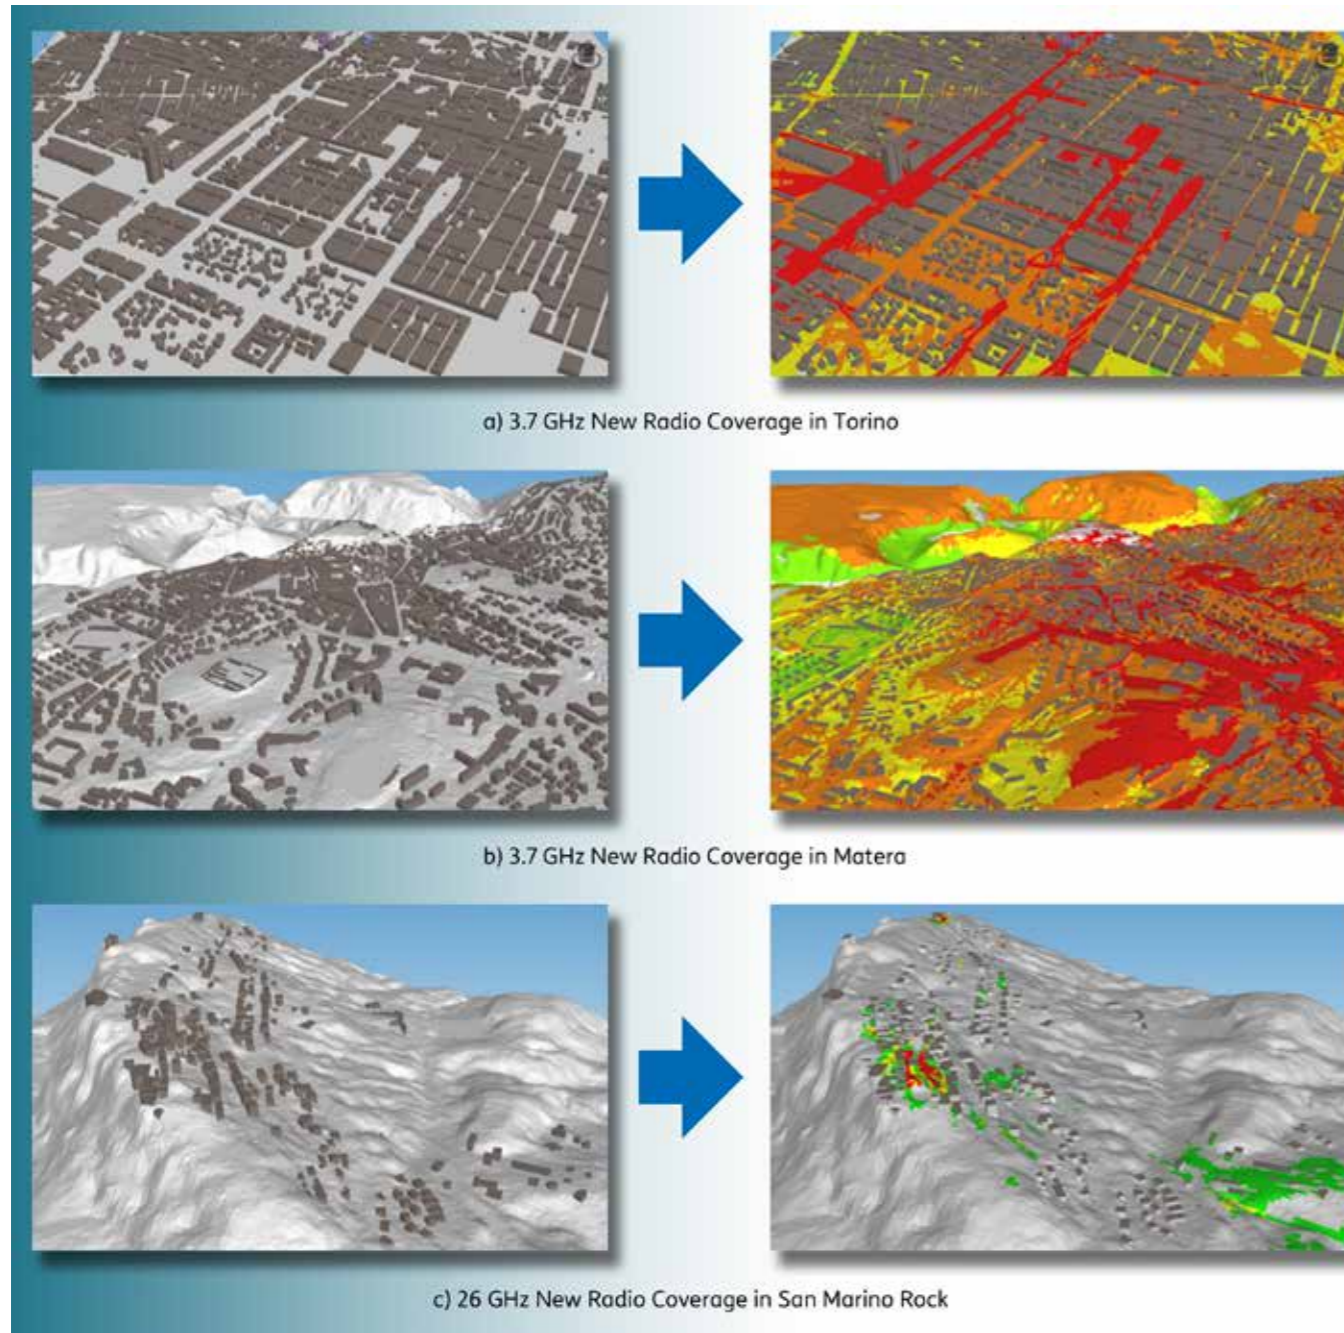 a) 3.7 GHz New Radio Coverage in Torino
b) 3.7 GHz New Radio Coverage in Matera
c) 26 GHz New Radio Coverage in San Marino Rock